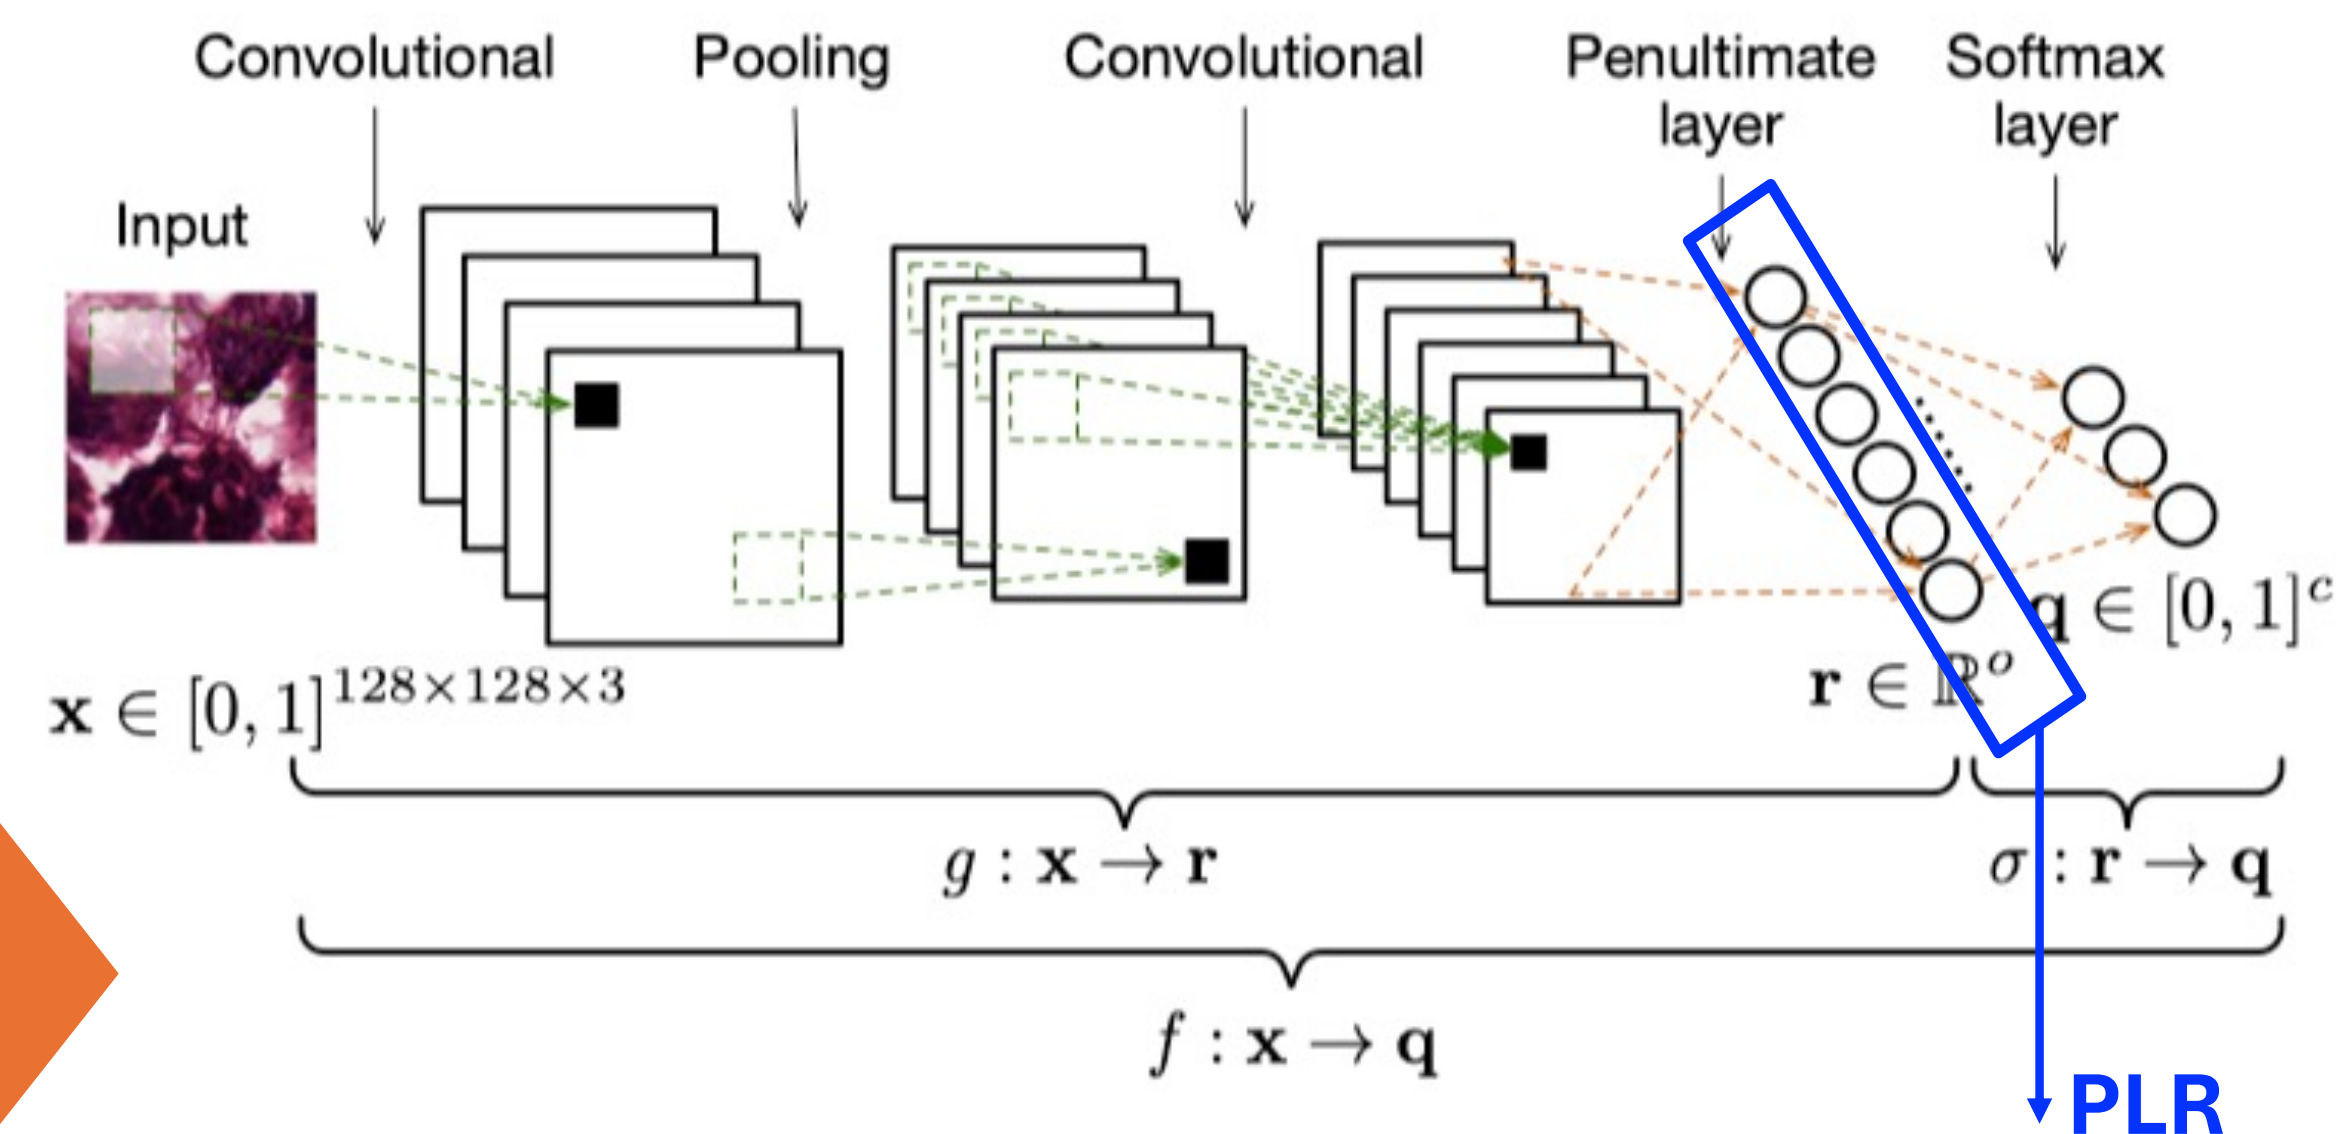 Convolutional
Pooling
Convolutional
Penultimate
layer
Softmax
layer
Input
x ∈ [0, 1]^{128×128×3}
r ∈ ℝ^o
q ∈ [0, 1]^c
g : x → r
σ : r → q
f : x → q
PLR